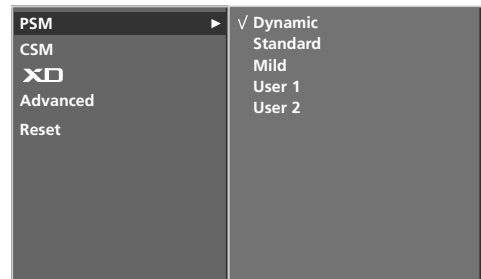 PSM ►
CSM
XD
Advanced
Reset
√ Dynamic
Standard
Mild
User 1
User 2